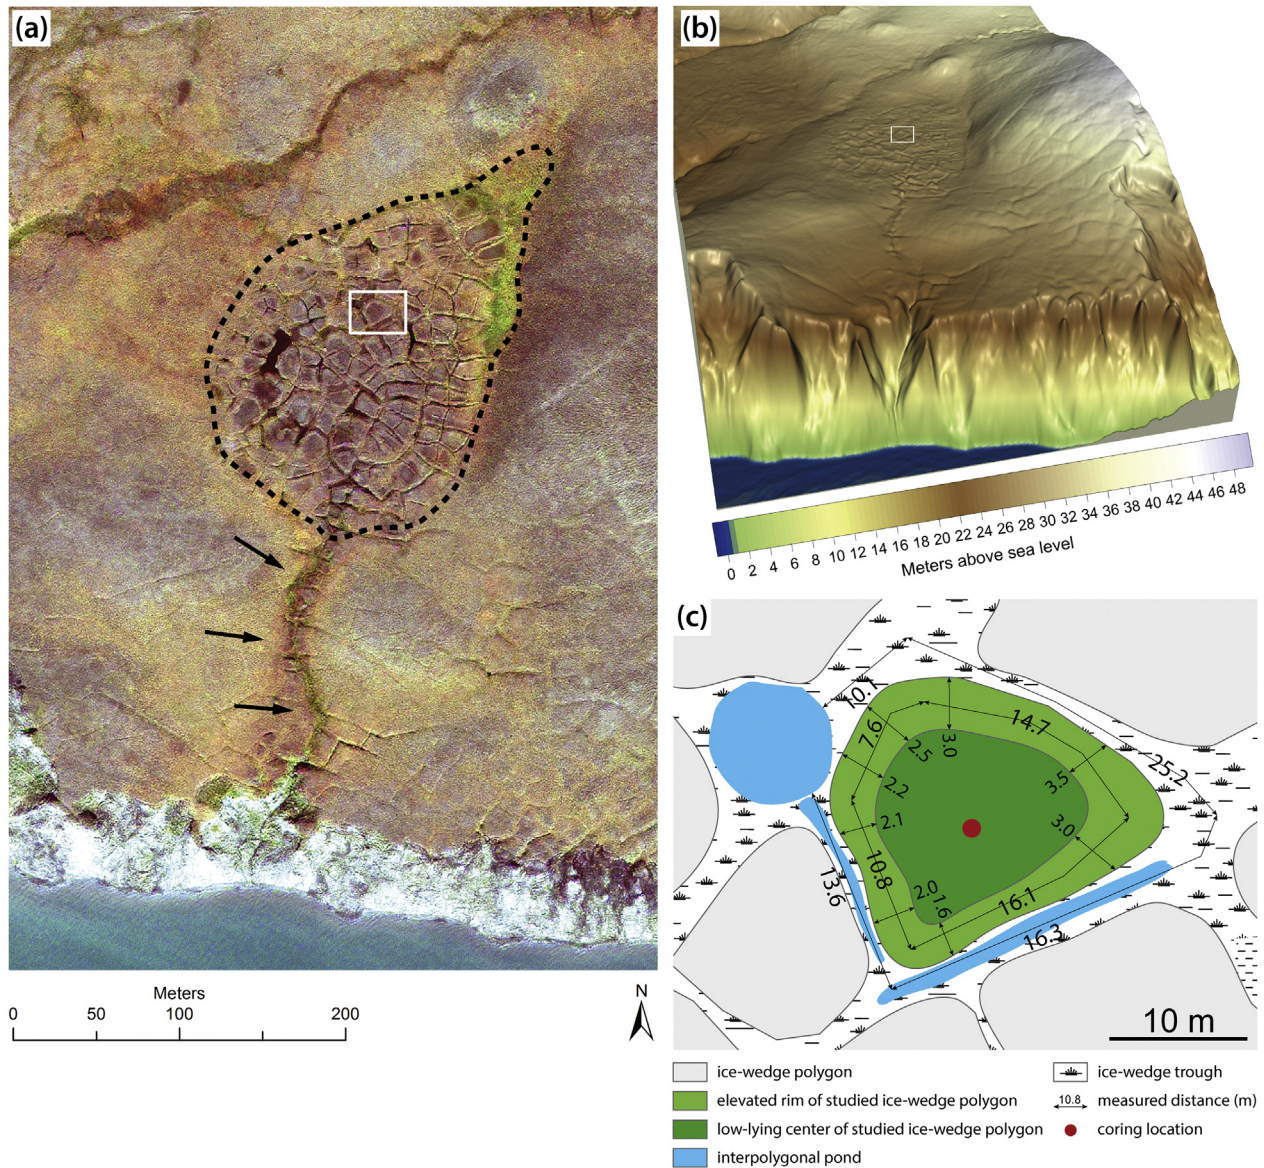 (a)
Meters
0 50 100 200
N
(b)
0 2 4 6 8 10 12 14 16 18 20 22 24 26 28 30 32 34 36 38 40 42 44 46 48
Meters above sea level
(c)
10.1
14.7
7.6
3.0
2.5
25.2
3.5
2.2
2.1
3.0
10.8
13.6
2.0
1.6
16.1
16.3
10 m
ice-wedge polygon
elevated rim of studied ice-wedge polygon
low-lying center of studied ice-wedge polygon
interpolygonal pond
ice-wedge trough
10.8 measured distance (m)
coring location